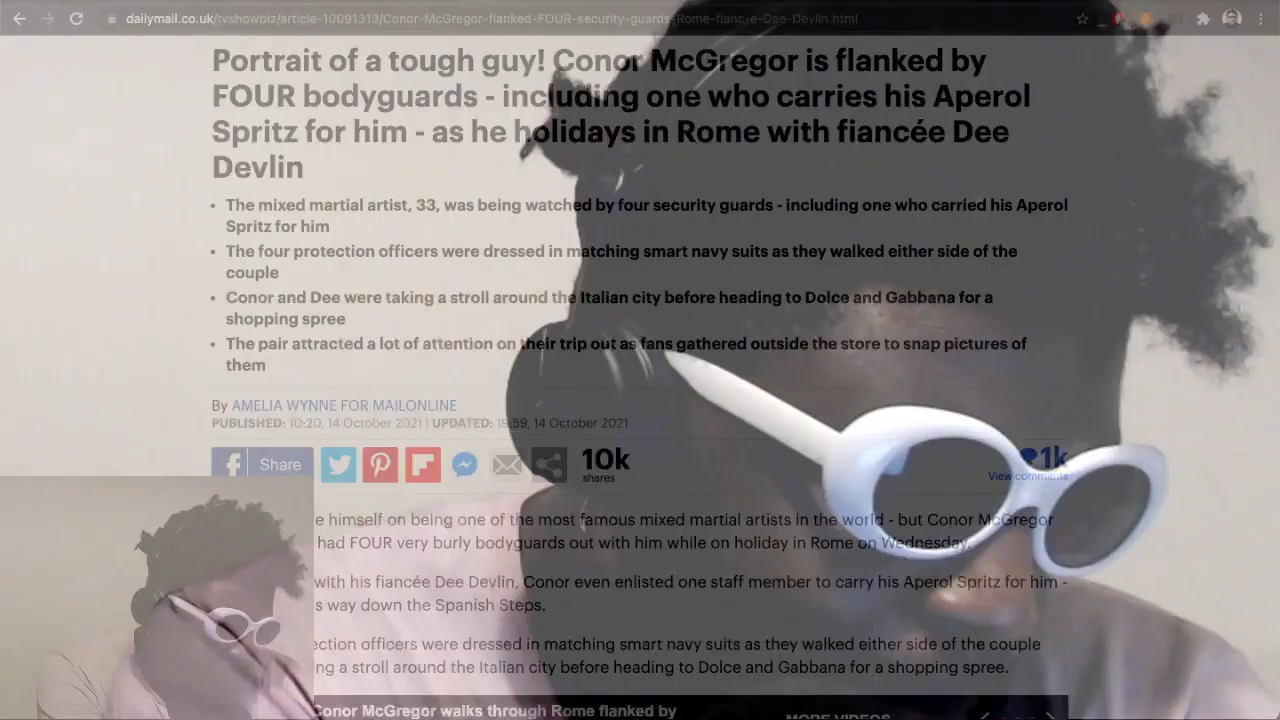 dailymail.co.uk/tvshowbiz/article-10091313/Conor-McGregor-flanked-FOUR-security-guards-Rome-fianc-e-Dee-Devlin.html
Portrait of a tough guy! Conor McGregor is flanked by
FOUR bodyguards - including one who carries his Aperol
Spritz for him - as he holidays in Rome with fiancée Dee
Devlin
• The mixed martial artist, 33, was being watched by four security guards - including one who carried his Aperol
Spritz for him
• The four protection officers were dressed in matching smart navy suits as they walked either side of the
couple
• Conor and Dee were taking a stroll around the Italian city before heading to Dolce and Gabbana for a
shopping spree
• The pair attracted a lot of attention on their trip out as fans gathered outside the store to snap pictures of
them
By AMELIA WYNNE FOR MAILONLINE
PUBLISHED: 10:20, 14 October 2021 | UPDATED: 19:59, 14 October 2021
Share
10k
shares
1k
View comments
e himself on being one of the most famous mixed martial artists in the world - but Conor McGregor
had FOUR very burly bodyguards out with him while on holiday in Rome on Wednesday.
with his fiancée Dee Devlin, Conor even enlisted one staff member to carry his Aperol Spritz for him -
s way down the Spanish Steps.
ection officers were dressed in matching smart navy suits as they walked either side of the couple
ng a stroll around the Italian city before heading to Dolce and Gabbana for a shopping spree.
Conor McGregor walks through Rome flanked by
MORE VIDEOS